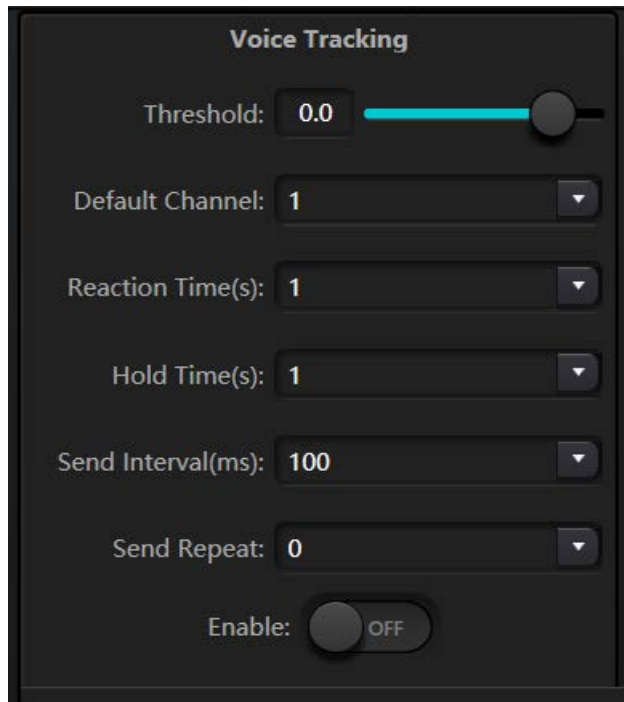 Voice Tracking
Threshold: 0.0
Default Channel: 1
Reaction Time(s): 1
Hold Time(s): 1
Send Interval(ms): 100
Send Repeat: 0
Enable: OFF